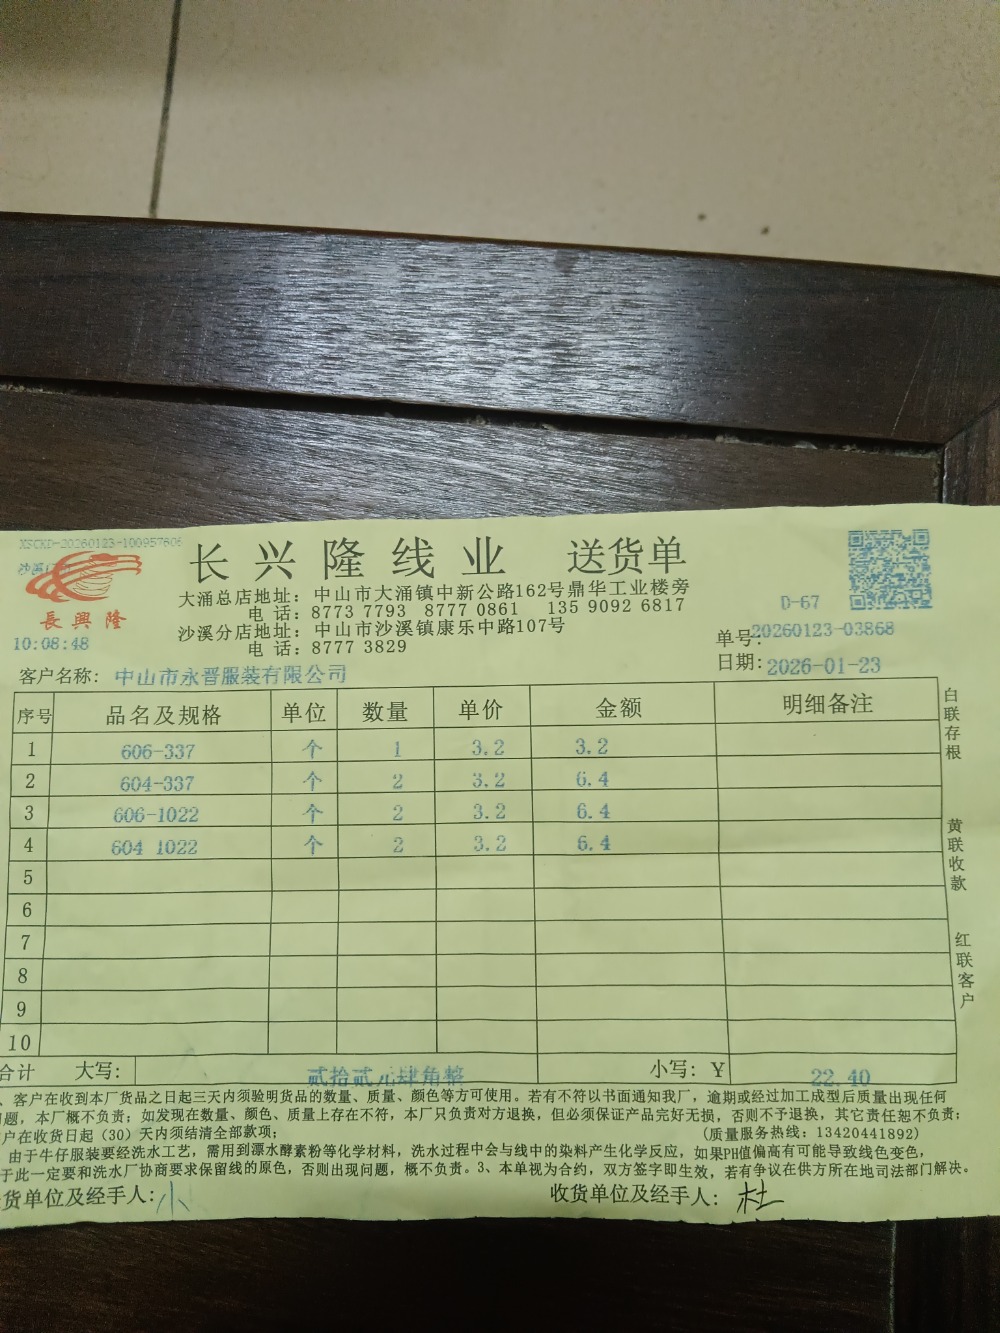 XSCKD-20260123-100957606
长兴隆线业 送货单
長興隆
大涌总店地址：中山市大涌镇中新公路162号鼎华工业楼旁
电话：8773 7793 8777 0861 135 9092 6817
沙溪分店地址：中山市沙溪镇康乐中路107号
电话：8777 3829
D-67
10:08:48
单号：20260123-03868
日期：2026-01-23
客户名称：中山市永晋服装有限公司
序号 品名及规格 单位 数量 单价 金额 明细备注
1 606-337 个 1 3.2 3.2
2 604-337 个 2 3.2 6.4
3 606-1022 个 2 3.2 6.4
4 604 1022 个 2 3.2 6.4
5
6
7
8
9
10
合计 大写：贰拾贰元肆角整 小写：¥ 22.40
白联存根
黄联收款
红联客户
、客户在收到本厂货品之日起三天内须验明货品的数量、质量、颜色等方可使用。若有不符以书面通知我厂，逾期或经过加工成型后质量出现任何
问题，本厂概不负责；如发现在数量、颜色、质量上存在不符，本厂只负责对方退换，但必须保证产品完好无损，否则不予退换，其它责任恕不负责；
户在收货日起（30）天内须结清全部款项； （质量服务热线：13420441892）
由于牛仔服装要经洗水工艺，需用到漂水酵素粉等化学材料，洗水过程中会与线中的染料产生化学反应，如果PH值偏高有可能导致线色变色，
于此一定要和洗水厂协商要求保留线的原色，否则出现问题，概不负责。3、本单视为合约，双方签字即生效，若有争议在供方所在地司法部门解决。
货单位及经手人：小 收货单位及经手人：杜